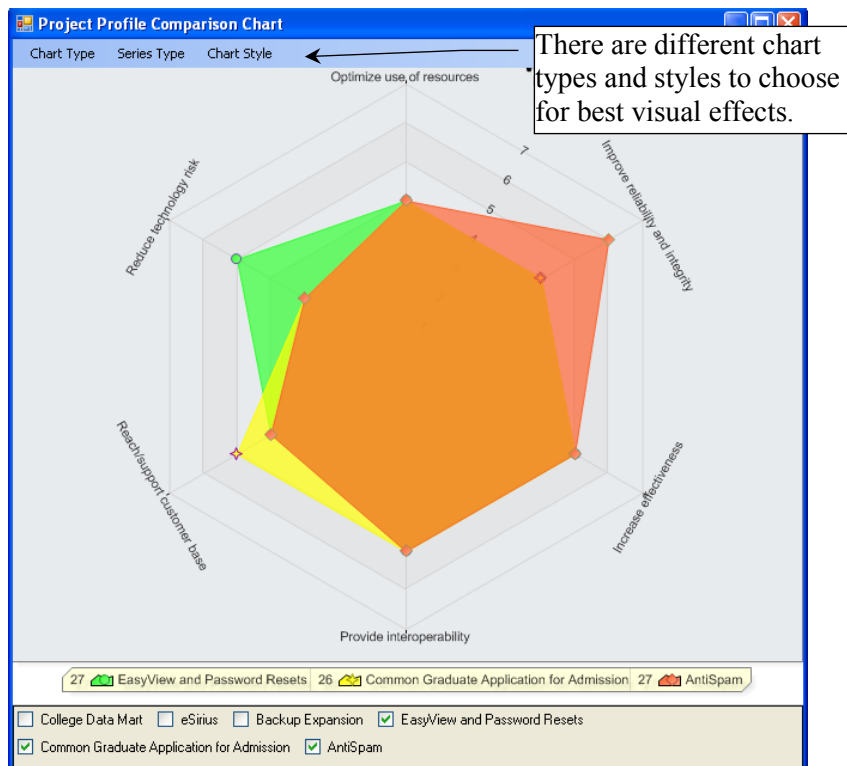 Project Profile Comparison Chart
There are different chart
types and styles to choose
for best visual effects.
Chart Type Series Type Chart Style
Optimize use of resources
Improve reliability and integrity
Increase effectiveness
Provide interoperability
Reach/support customer base
Reduce technology risk
7
6
5
27 EasyView and Password Resets 26 Common Graduate Application for Admission 27 AntiSpam
College Data Mart eSirius Backup Expansion EasyView and Password Resets
Common Graduate Application for Admission AntiSpam